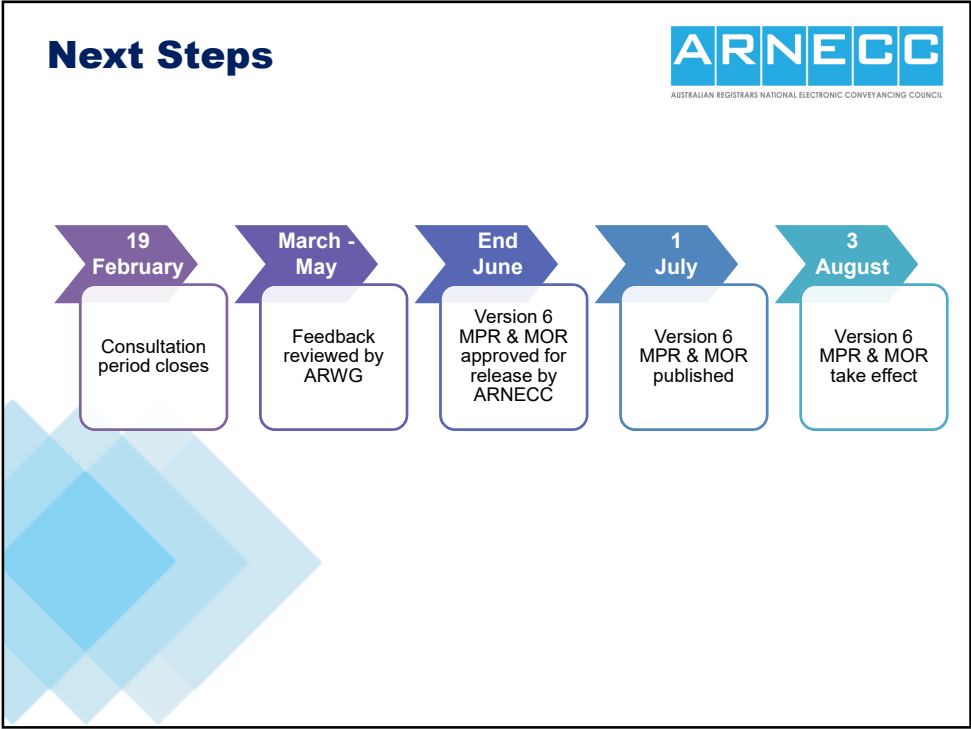 Next Steps
ARNECC
AUSTRALIAN REGISTRARS NATIONAL ELECTRONIC CONVEYANCING COUNCIL
19
February
Consultation
period closes
March -
May
Feedback
reviewed by
ARWG
End
June
Version 6
MPR & MOR
approved for
release by
ARNECC
1
July
Version 6
MPR & MOR
published
3
August
Version 6
MPR & MOR
take effect